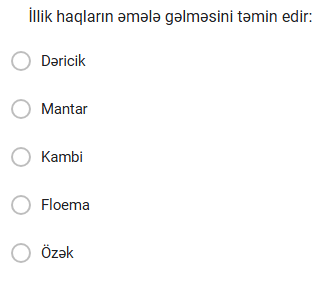 İllik haqların əmələ gəlməsini təmin edir:
Dəricik
Mantar
Kambi
Floema
Özək